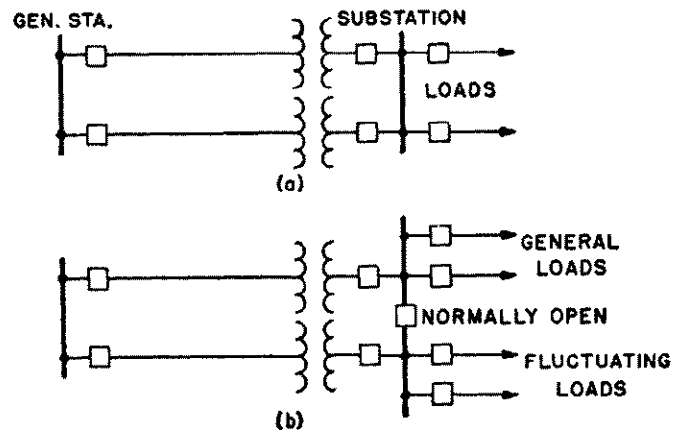 GEN. STA.
SUBSTATION
LOADS
(a)
GENERAL
LOADS
NORMALLY OPEN
FLUCTUATING
LOADS
(b)